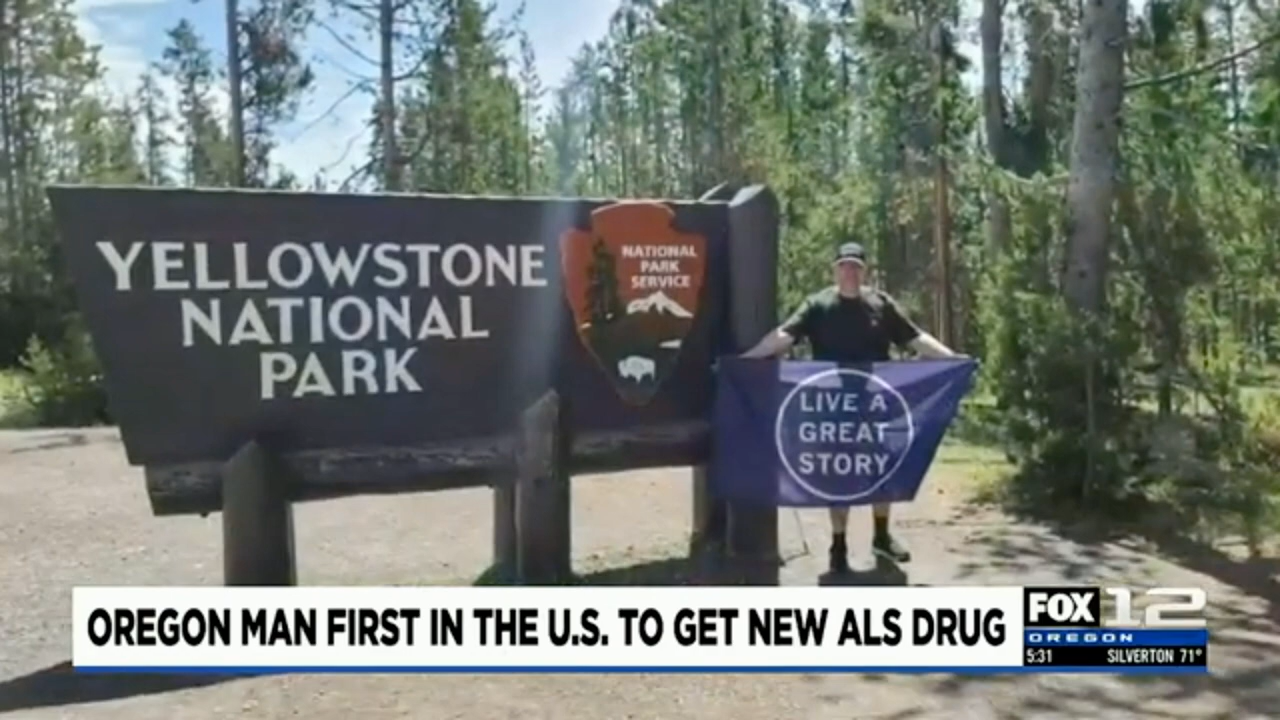 YELLOWSTONE
NATIONAL
PARK
NATIONAL
PARK
SERVICE
LIVE A
GREAT
STORY
OREGON MAN FIRST IN THE U.S. TO GET NEW ALS DRUG
FOX 12
OREGON
5:31 SILVERTON 71°